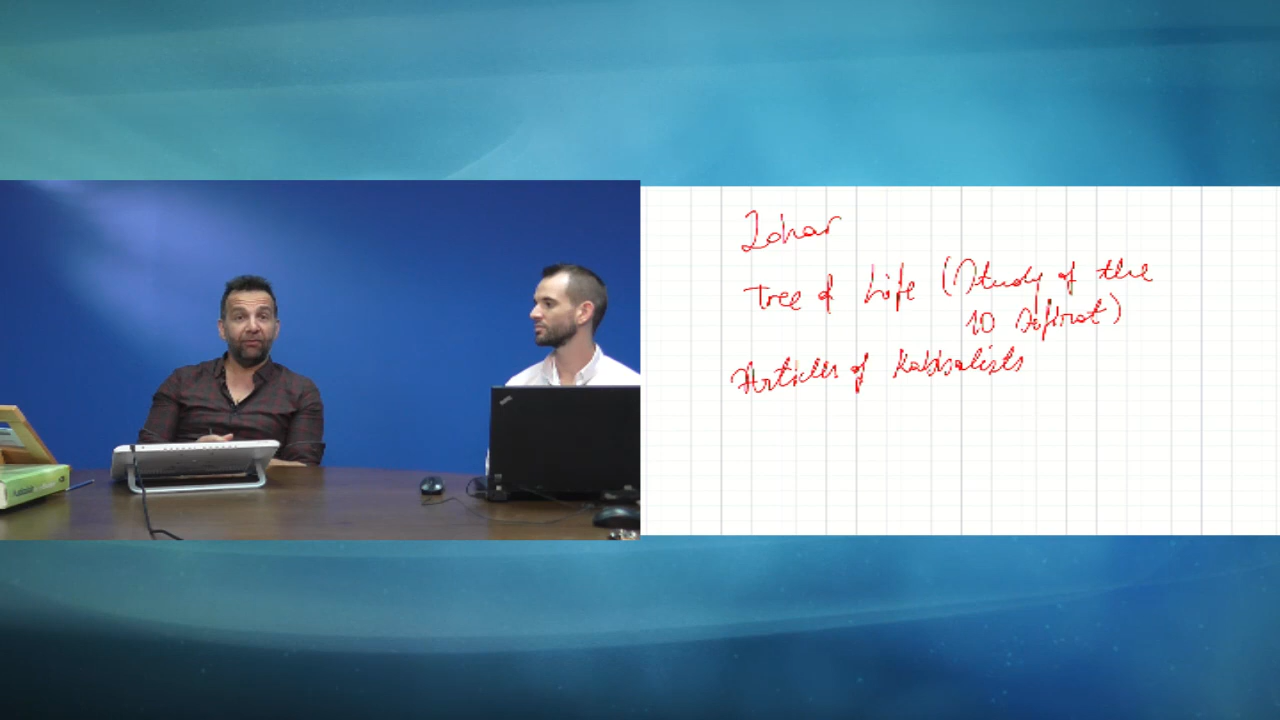 Zohar
Tree of Life (Study of the
10 Sefirot)
Articles of Kabbalists